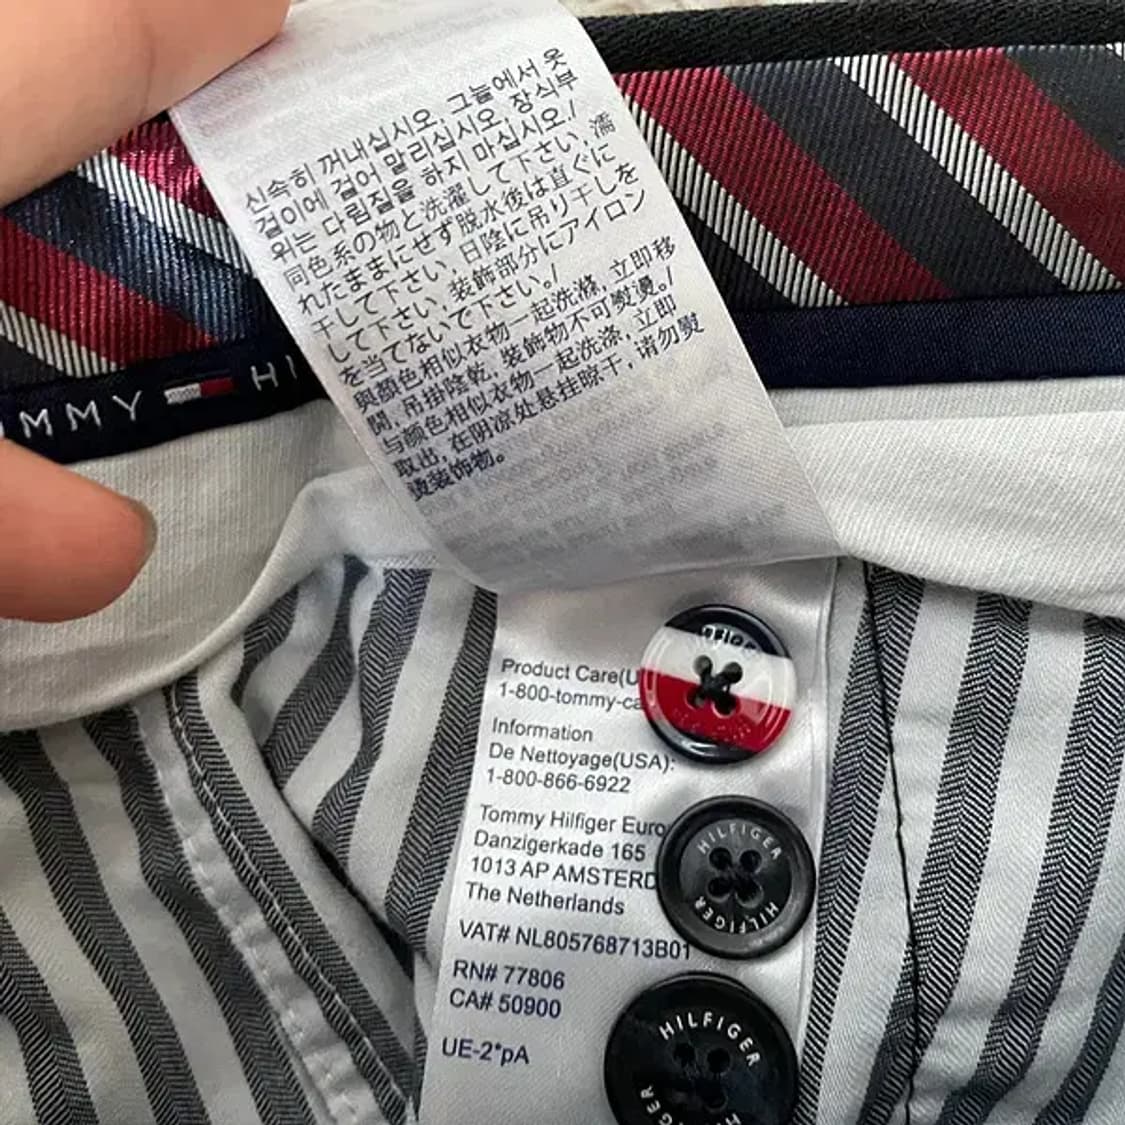 신속히 꺼내십시오, 그늘에서 옷
걸이에 걸어 말리십시오, 장식부
위는 다림질을 하지 마십시오./
同色系の物と洗濯して下さい, 濡
れたままにせず脱水後は直ぐに
干して下さい, 日陰に吊り干しを
して下さい, 装飾部分にアイロン
を当てないで下さい。/
與顏色相似衣物一起洗滌, 立即移
開, 吊掛陰乾, 裝飾物不可熨燙。/
与颜色相似衣物一起洗涤, 立即
取出, 在阴凉处悬挂晾干, 请勿熨
烫装饰物。
MMY HI
Product Care(U
1-800-tommy-ca
Information
De Nettoyage(USA):
1-800-866-6922
Tommy Hilfiger Euro
Danzigerkade 165
1013 AP AMSTERD
The Netherlands
VAT# NL805768713B01
RN# 77806
CA# 50900
UE-2*pA
HILFIGER
HILFIGER
HILFIGER